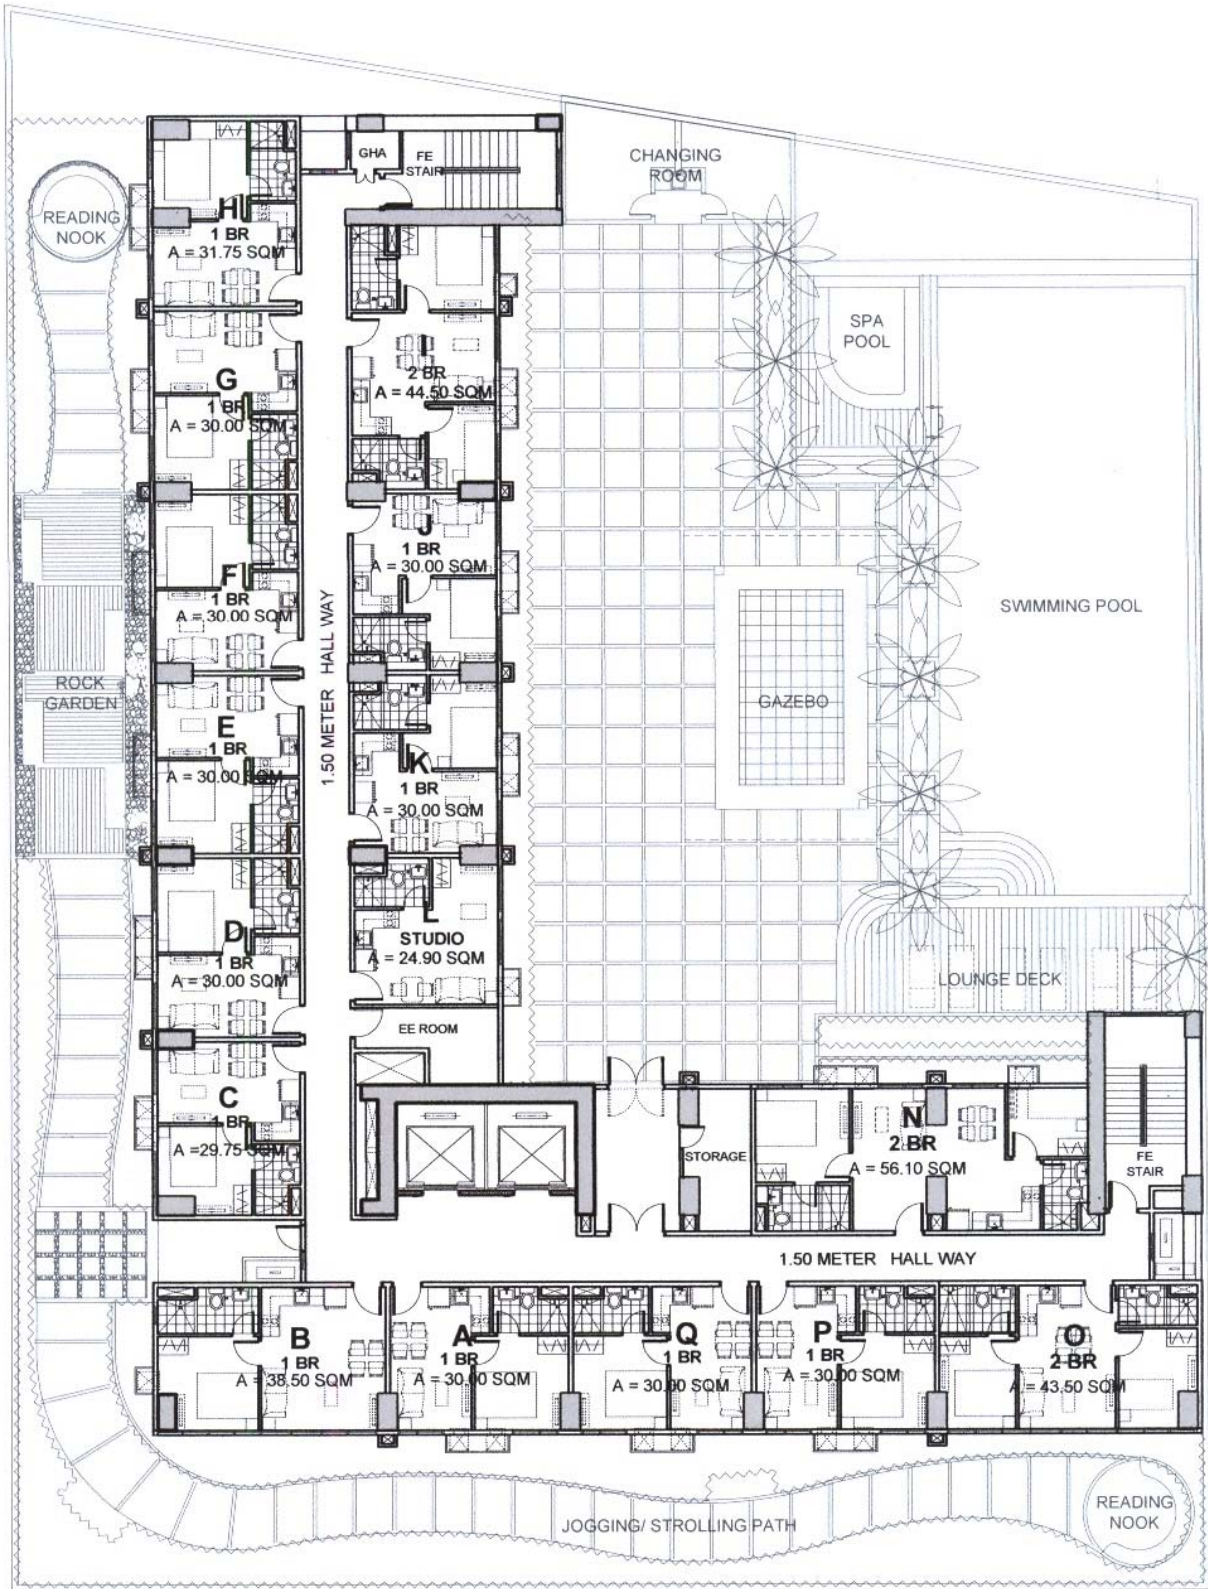 CHANGING
ROOM
GHA
FE
STAIR
READING
NOOK
H
1 BR
A = 31.75 SQM
SPA
POOL
G
1 BR
A = 30.00 SQM
I
2 BR
A = 44.50 SQM
J
1 BR
A = 30.00 SQM
F
1 BR
A = 30.00 SQM
SWIMMING POOL
1.50 METER HALL WAY
ROCK
GARDEN
GAZEBO
E
1 BR
A = 30.00 SQM
K
1 BR
A = 30.00 SQM
L
STUDIO
A = 24.90 SQM
D
1 BR
A = 30.00 SQM
LOUNGE DECK
EE ROOM
C
1 BR
A =29.75 SQM
STORAGE
N
2 BR
A = 56.10 SQM
FE
STAIR
1.50 METER HALL WAY
B
1 BR
A = 38.50 SQM
A
1 BR
A = 30.00 SQM
Q
1 BR
A = 30.00 SQM
P
1 BR
A = 30.00 SQM
O
2 BR
A = 43.50 SQM
JOGGING/ STROLLING PATH
READING
NOOK